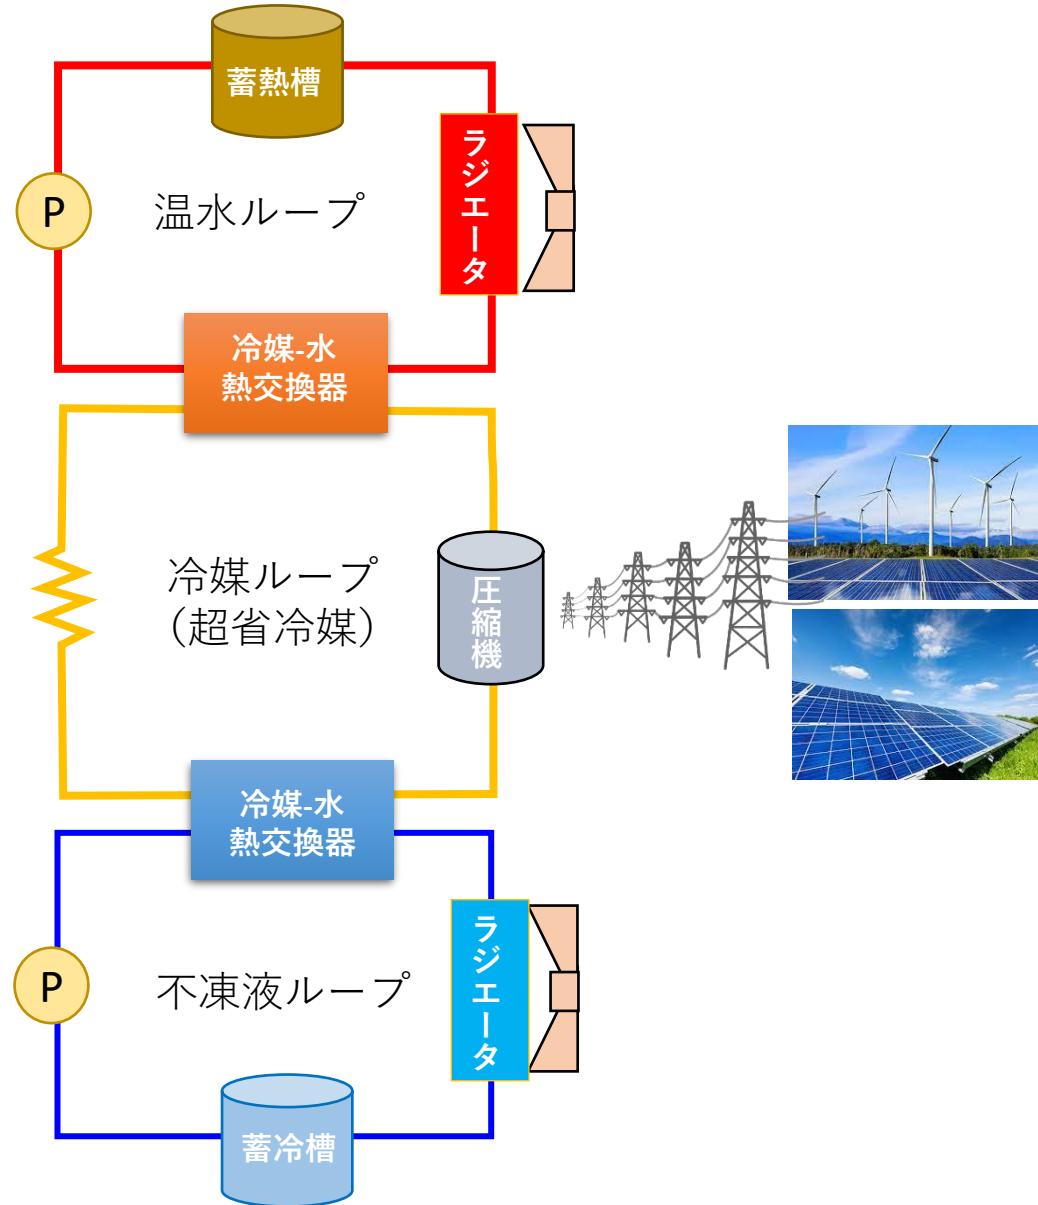 蓄熱槽
ラジエータ
P
温水ループ
冷媒-水
熱交換器
冷媒ループ
（超省冷媒）
圧縮機
冷媒-水
熱交換器
ラジエータ
P
不凍液ループ
蓄冷槽